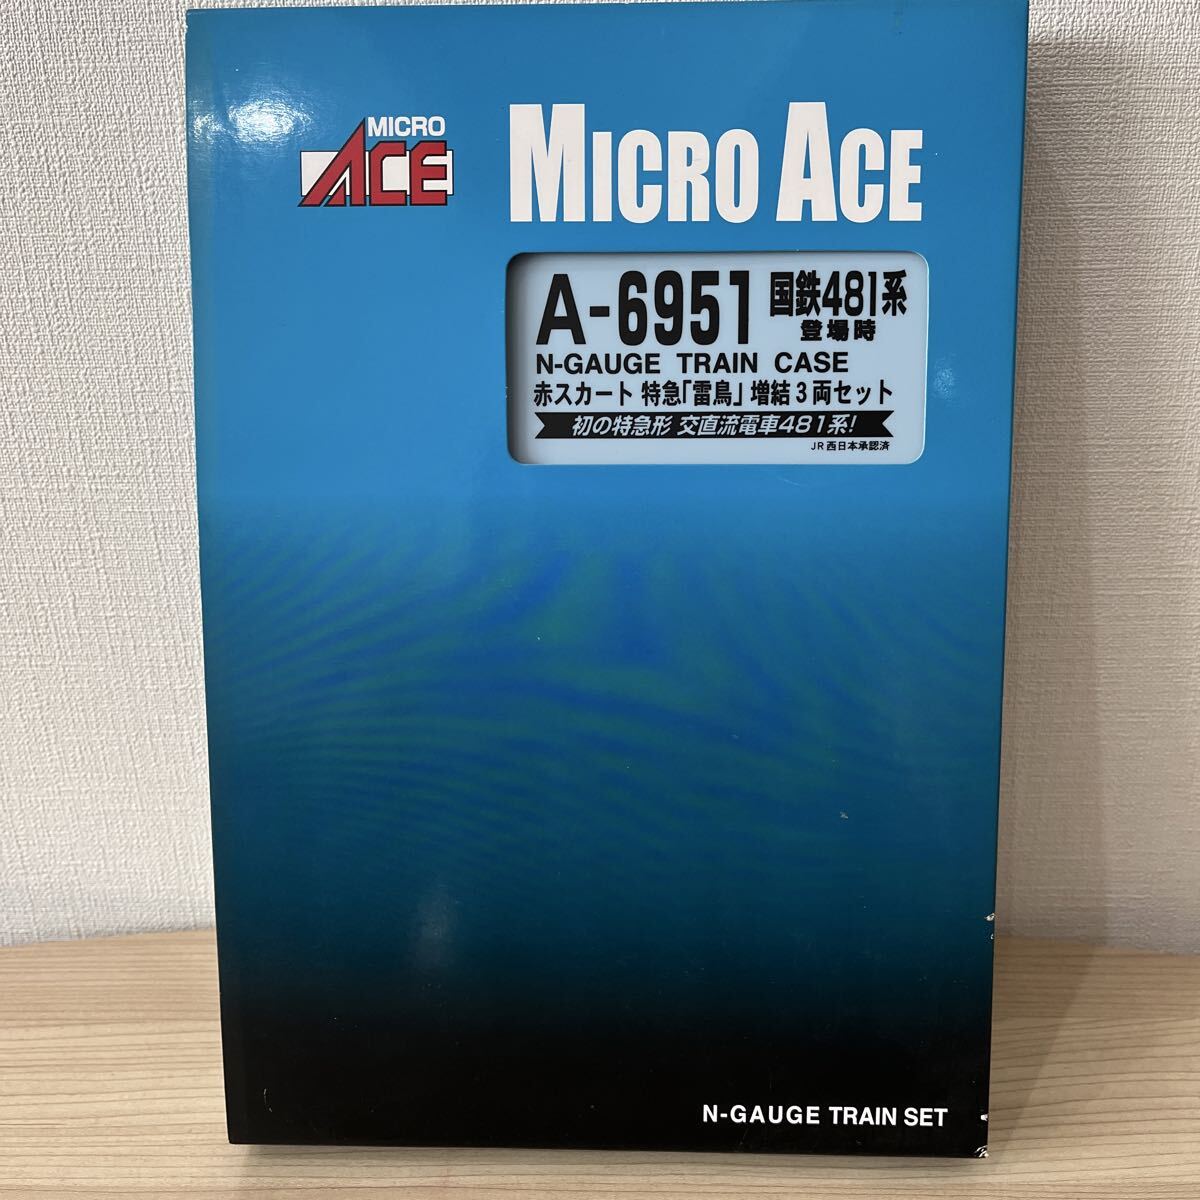 MICRO
ACE
MICRO ACE
A-6951 国鉄481系
登場時
N-GAUGE TRAIN CASE
赤スカート 特急「雷鳥」 増結3両セット
初の特急形 交直流電車481系!
JR西日本承認済
N-GAUGE TRAIN SET